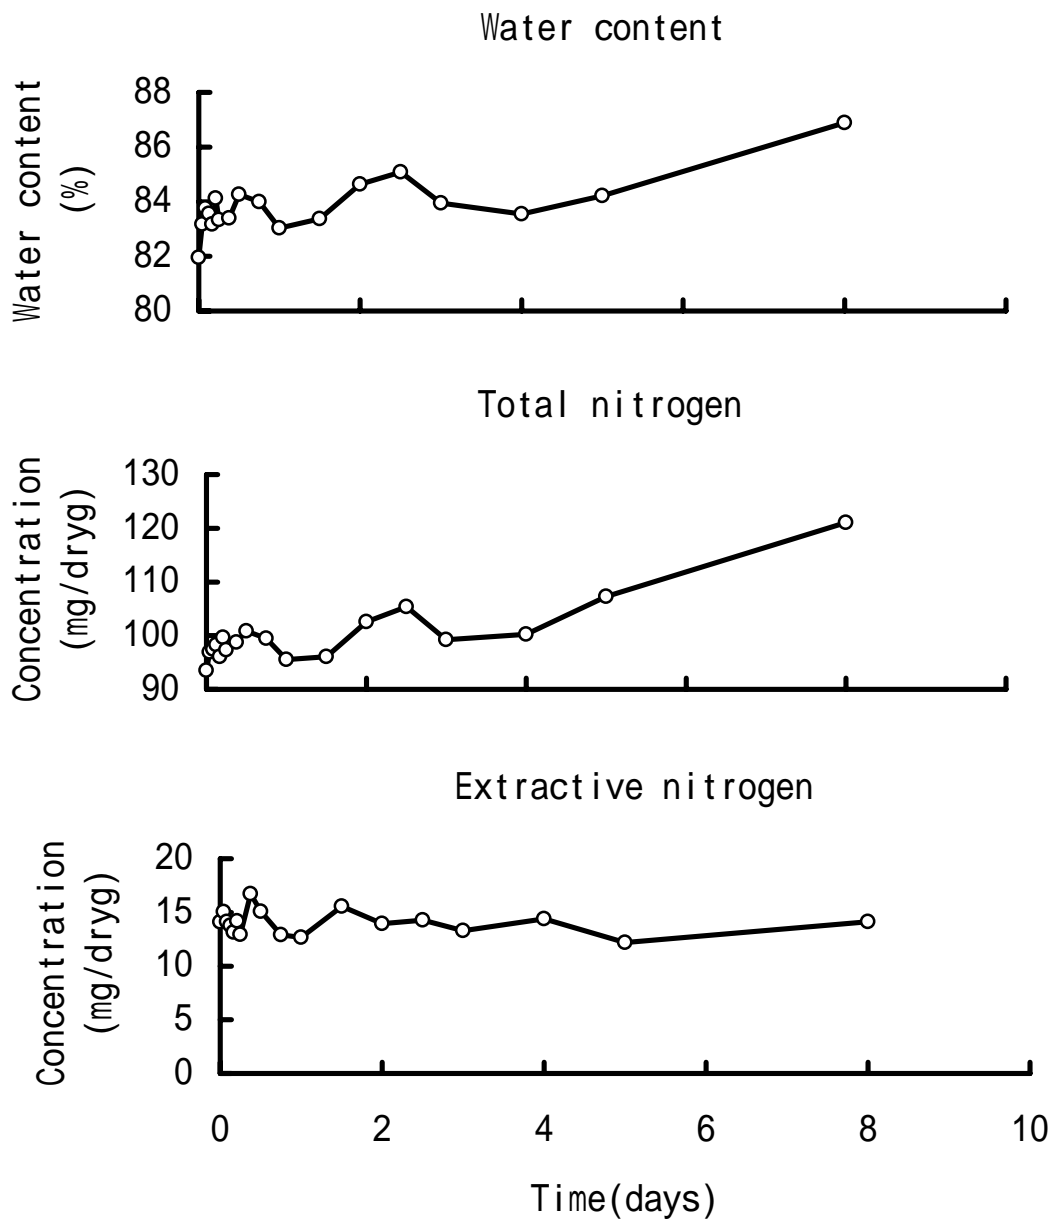 Water content
Water content
(%)
88
86
84
82
80
Total nitrogen
Concentration
(mg/dryg)
130
120
110
100
90
Extractive nitrogen
Concentration
(mg/dryg)
20
15
10
5
0
0 2 4 6 8 10
Time(days)